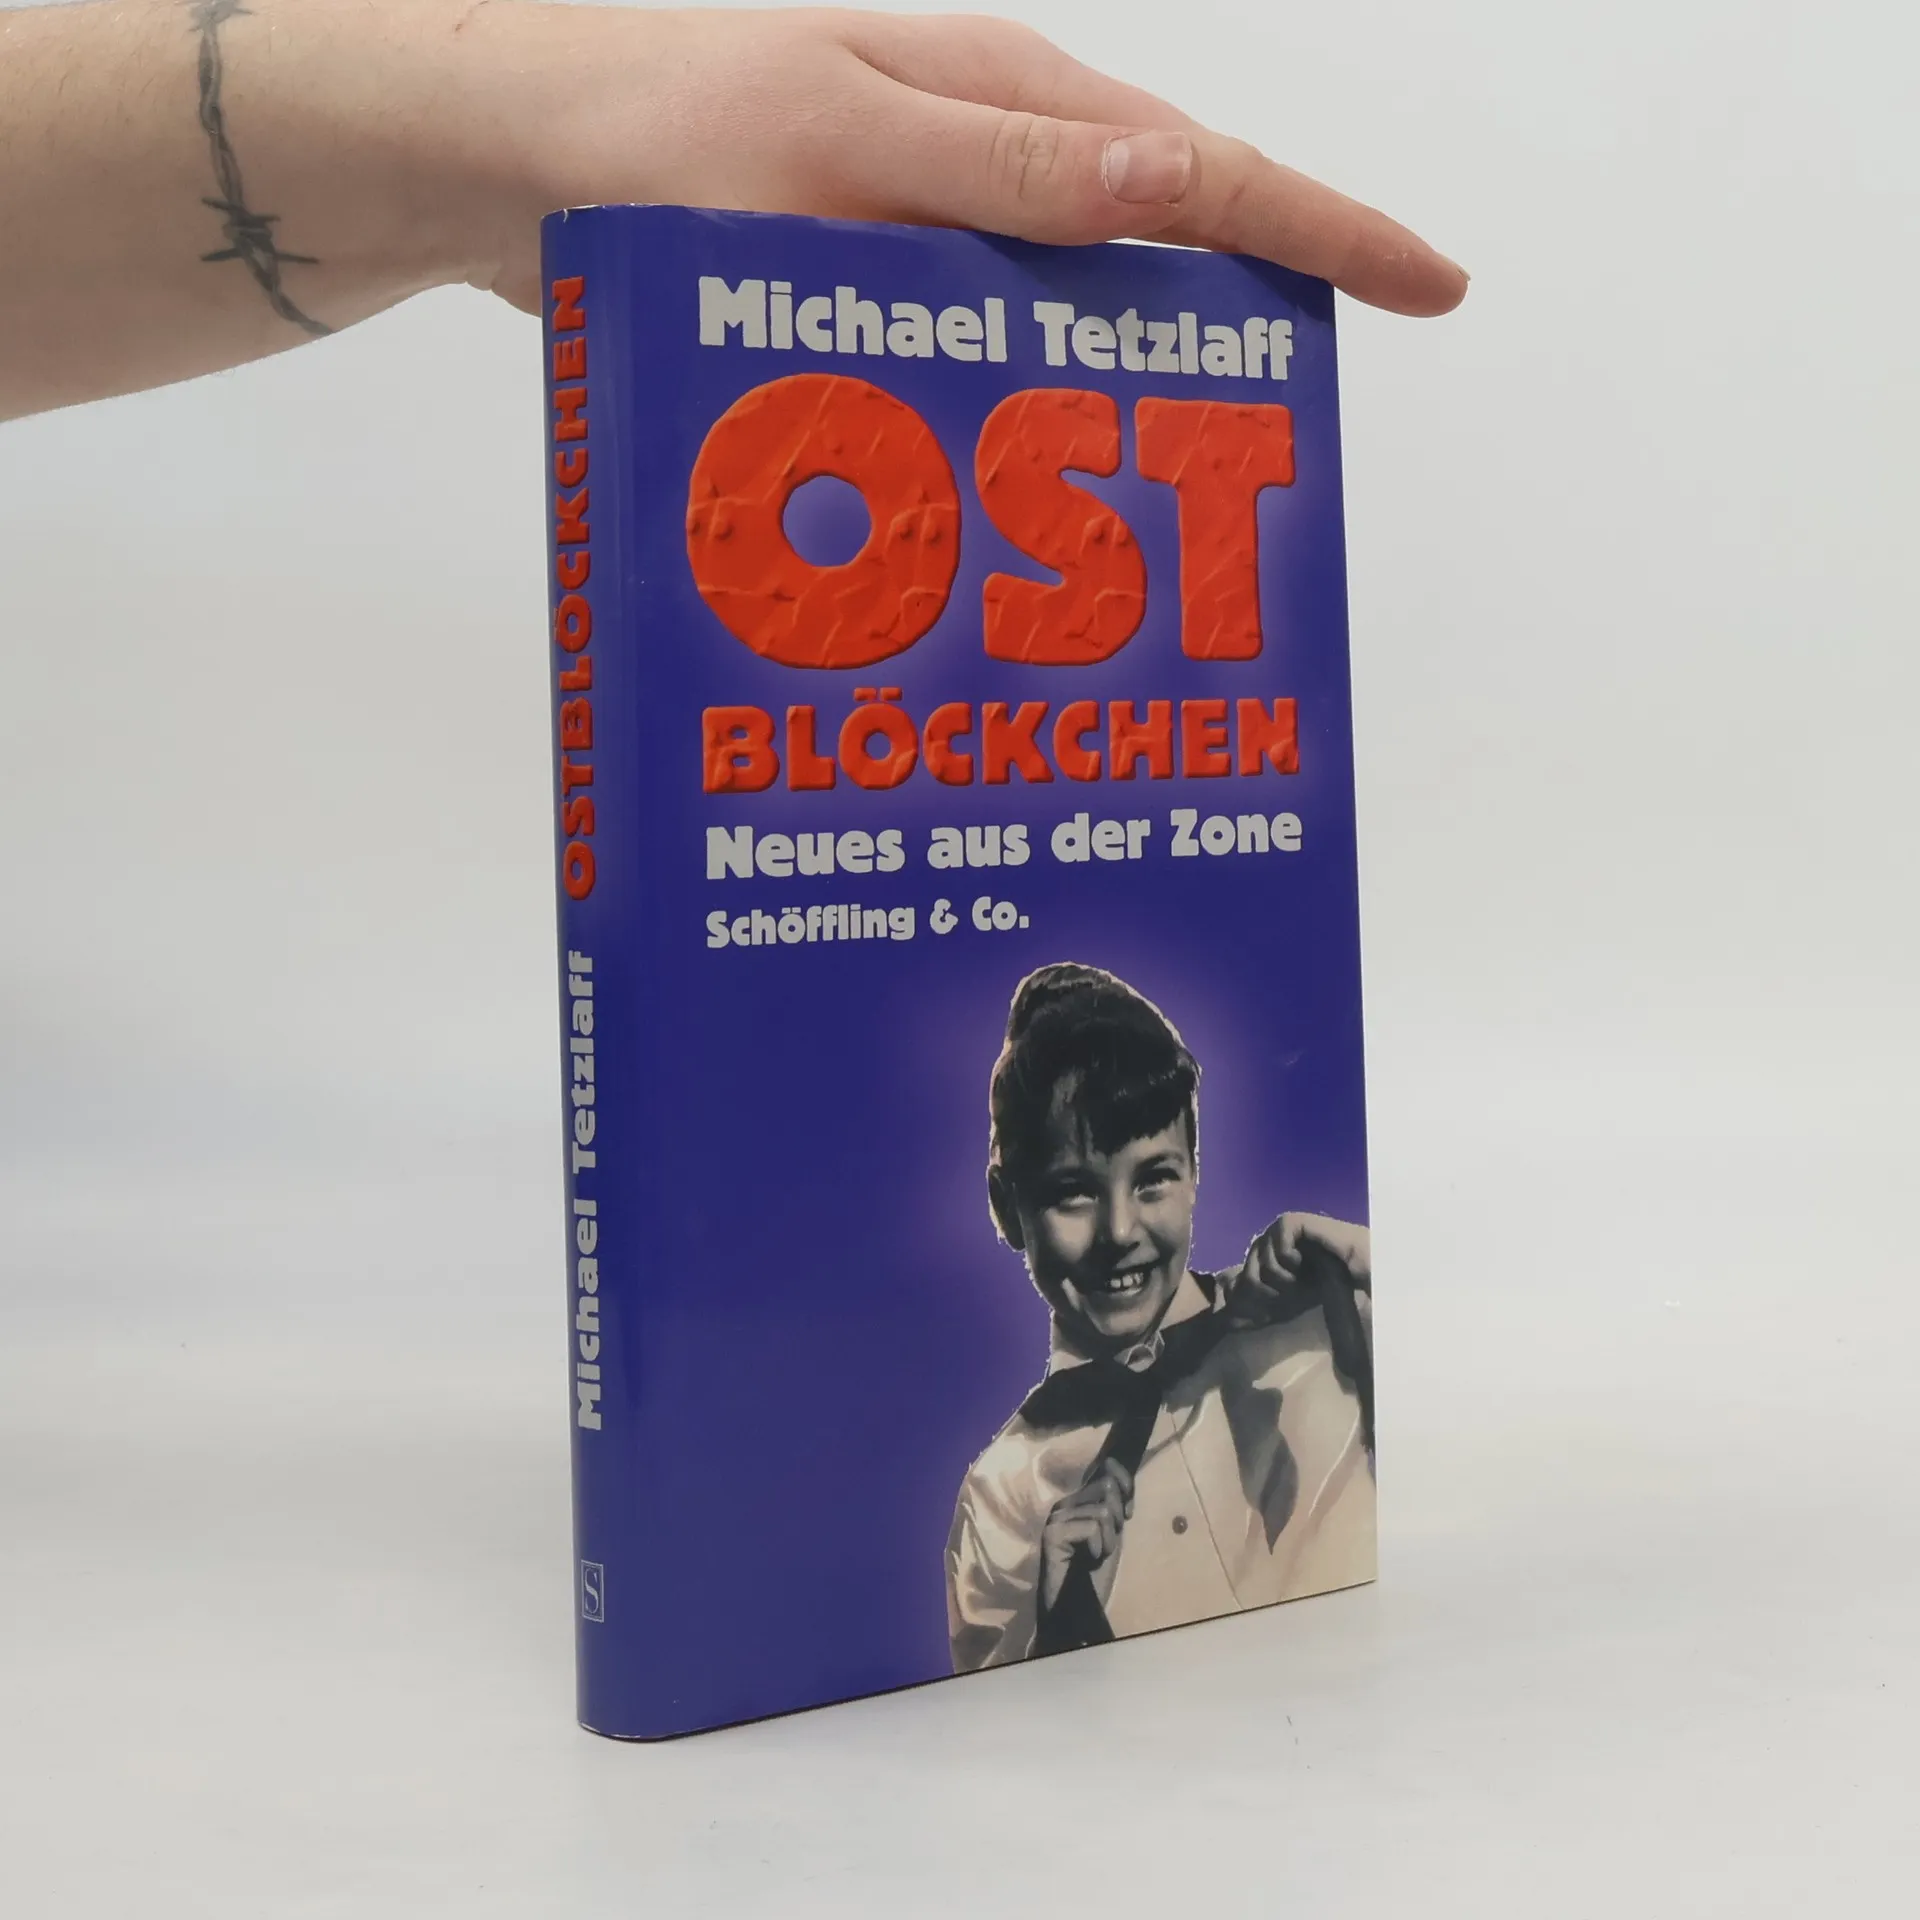 Michael Tetzlaff
OST
BLÖCKCHEN
Neues aus der Zone
Schöffling & Co.
Michael Tetzlaff OSTBLÖCKCHEN
S